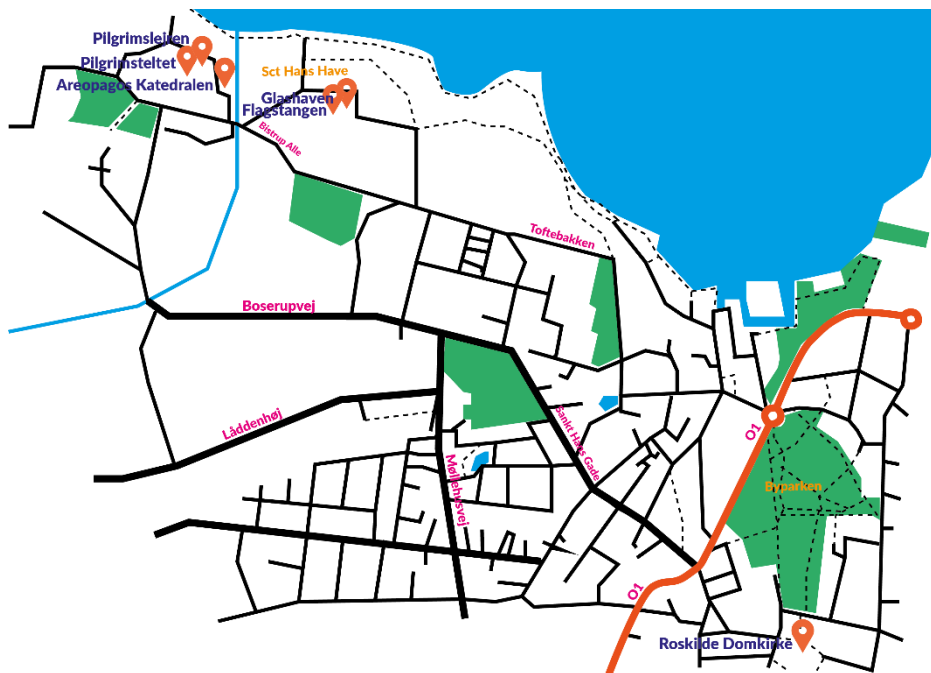 Pilgrimslejren
Pilgrimsteltet
Areopagos Katedralen
Sct Hans Have
Glashaven
Flagstangen
Bistrup Alle
Toftebakken
Boserupvej
Låddenhøj
Sankt Hans Gade
O1
Møllehusvej
Byparken
O1
Roskilde Domkirke